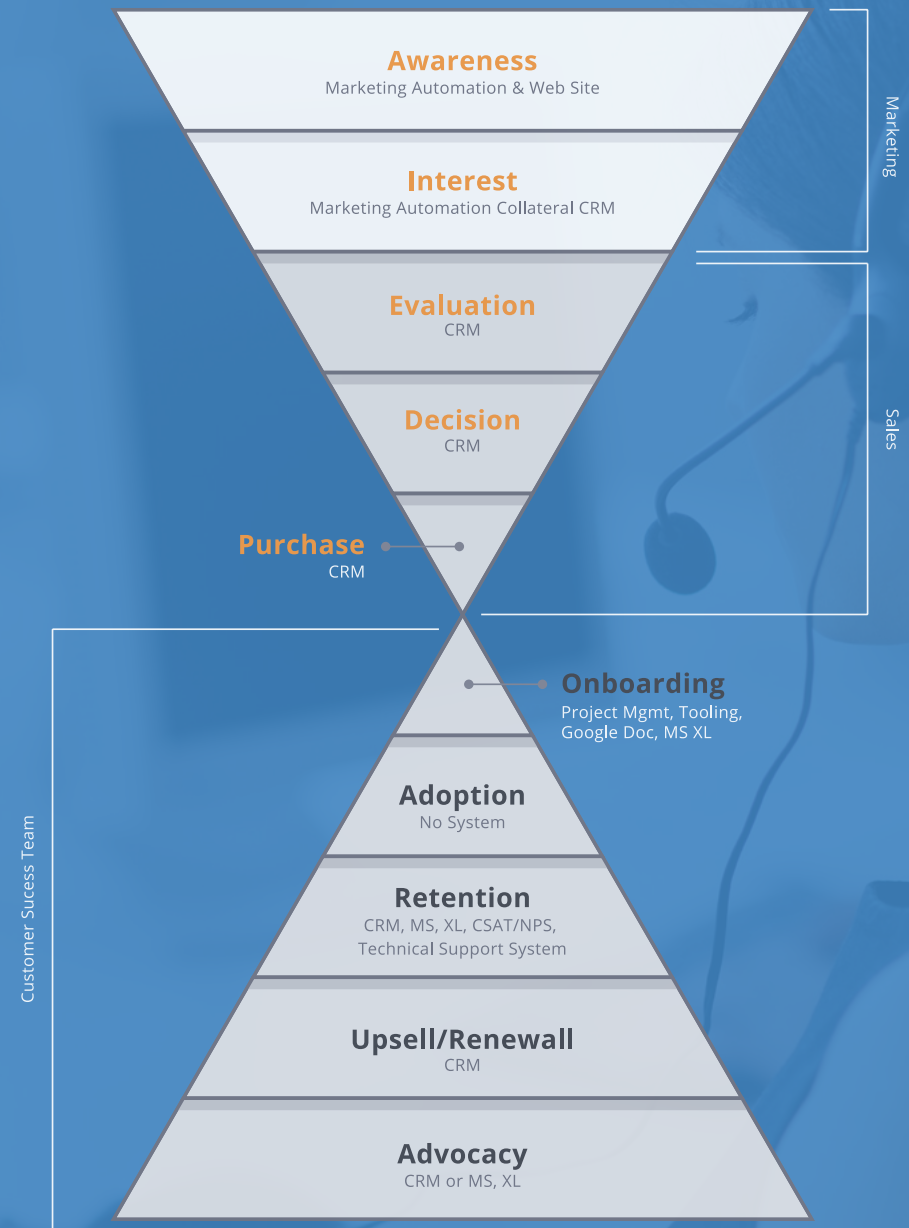 Awareness
Marketing Automation & Web Site
Marketing
Interest
Marketing Automation Collateral CRM
Evaluation
CRM
Decision
CRM
Sales
Purchase
CRM
Onboarding
Project Mgmt, Tooling,
Google Doc, MS XL
Adoption
No System
Customer Sucess Team
Retention
CRM, MS, XL, CSAT/NPS,
Technical Support System
Upsell/Renewall
CRM
Advocacy
CRM or MS, XL